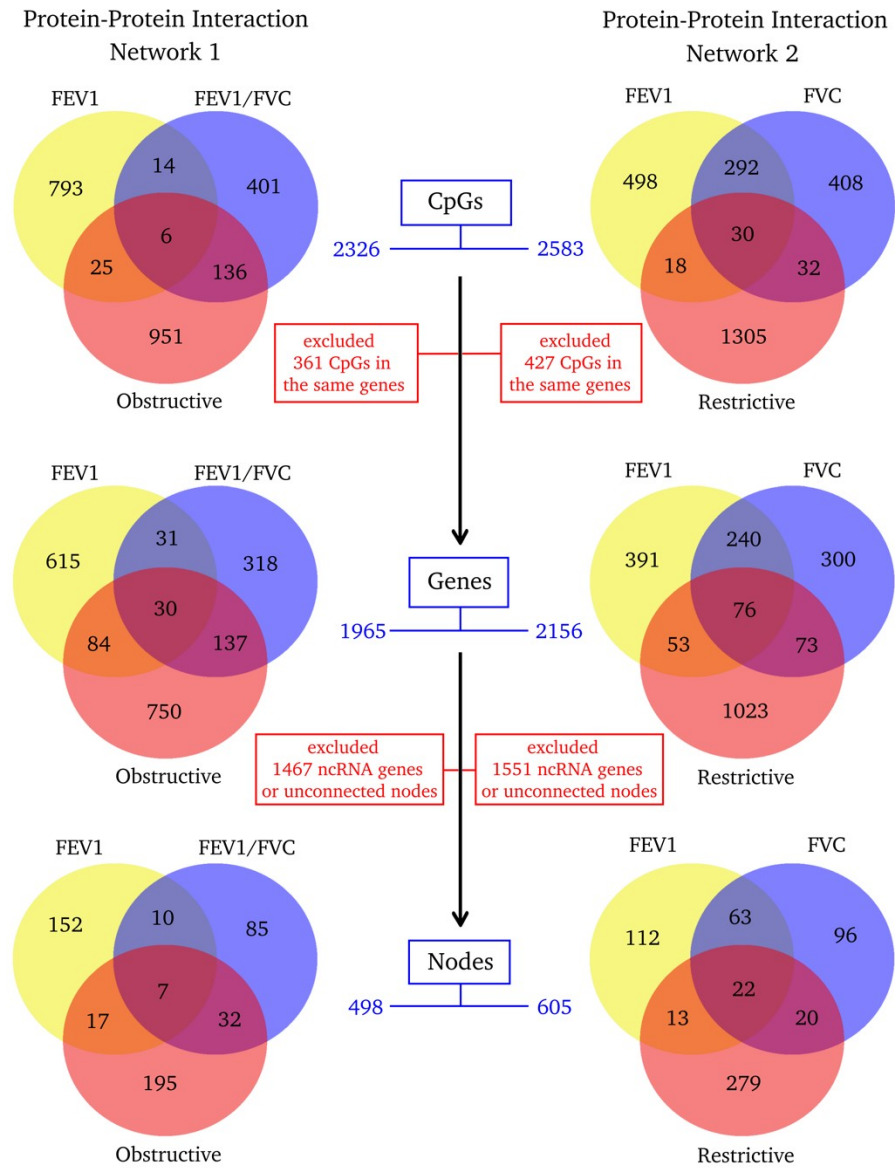 Protein-Protein Interaction
Network 1
Protein-Protein Interaction
Network 2
FEV1
FEV1/FVC
793
14
401
6
25
136
951
Obstructive
CpGs
2326
2583
FEV1
FVC
498
292
408
30
18
32
1305
Restrictive
excluded
361 CpGs in
the same genes
excluded
427 CpGs in
the same genes
FEV1
FEV1/FVC
615
31
318
30
84
137
750
Obstructive
Genes
1965
2156
FEV1
FVC
391
240
300
76
53
73
1023
Restrictive
excluded
1467 ncRNA genes
or unconnected nodes
excluded
1551 ncRNA genes
or unconnected nodes
FEV1
FEV1/FVC
152
10
85
7
17
32
195
Obstructive
Nodes
498
605
FEV1
FVC
112
63
96
22
13
20
279
Restrictive